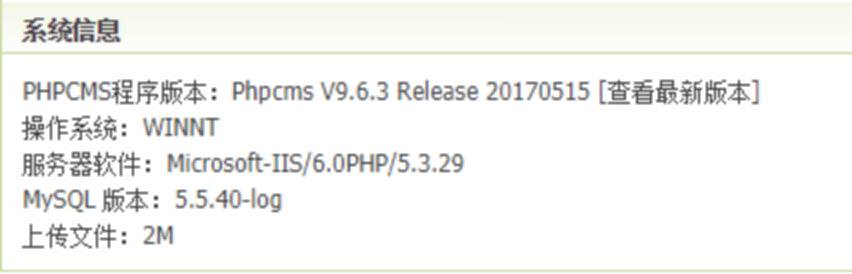 系统信息
PHPCMS程序版本：Phpcms V9.6.3 Release 20170515 [查看最新版本]
操作系统：WINNT
服务器软件：Microsoft-IIS/6.0PHP/5.3.29
MySQL 版本：5.5.40-log
上传文件：2M